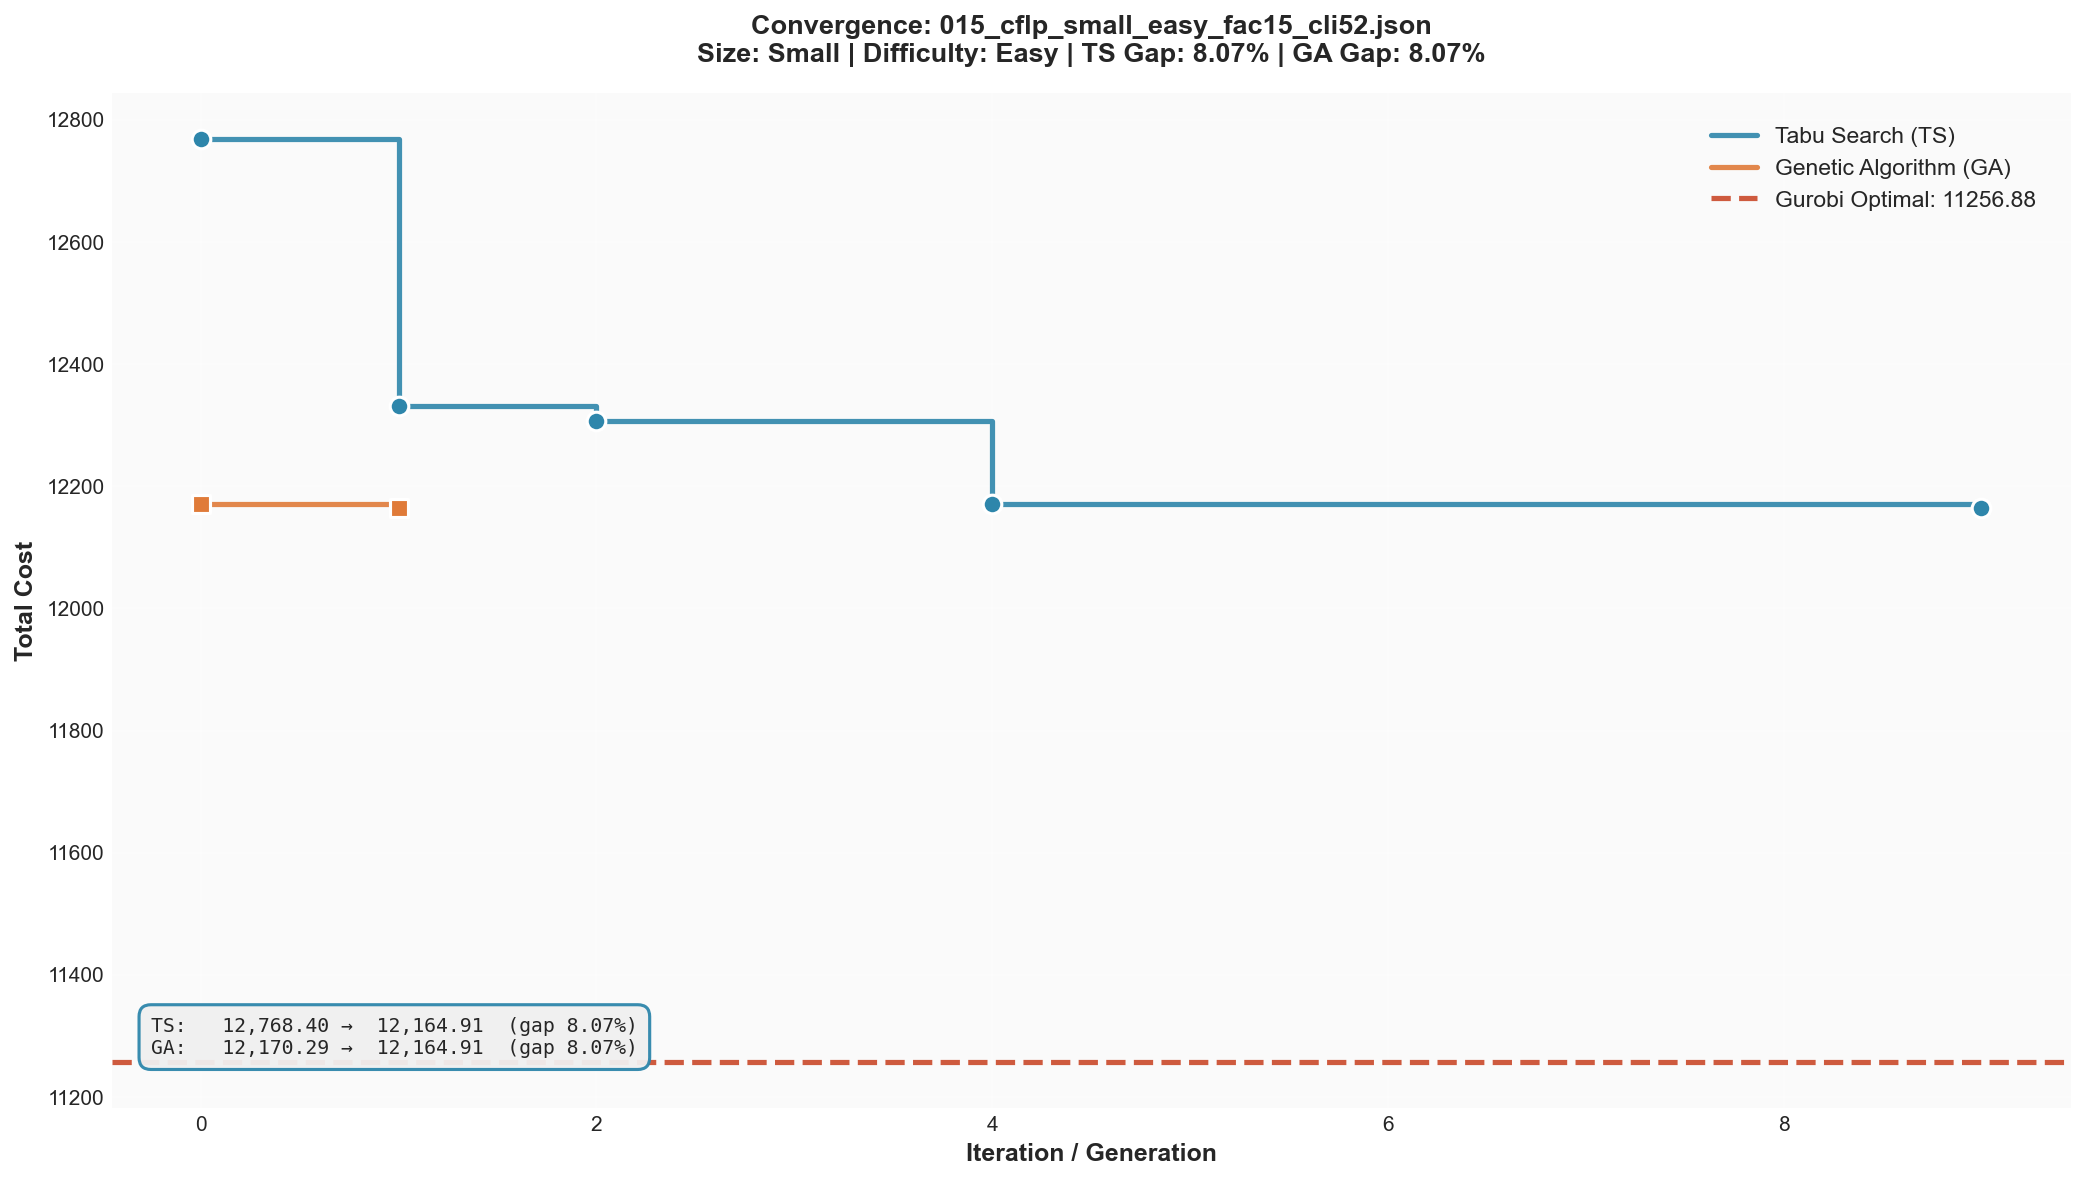 Convergence: 015_cflp_small_easy_fac15_cli52.json
Size: Small | Difficulty: Easy | TS Gap: 8.07% | GA Gap: 8.07%
Tabu Search (TS)
Genetic Algorithm (GA)
Gurobi Optimal: 11256.88
Total Cost
12800
12600
12400
12200
12000
11800
11600
11400
11200
TS:   12,768.40 →  12,164.91  (gap 8.07%)
GA:   12,170.29 →  12,164.91  (gap 8.07%)
0 2 4 6 8
Iteration / Generation